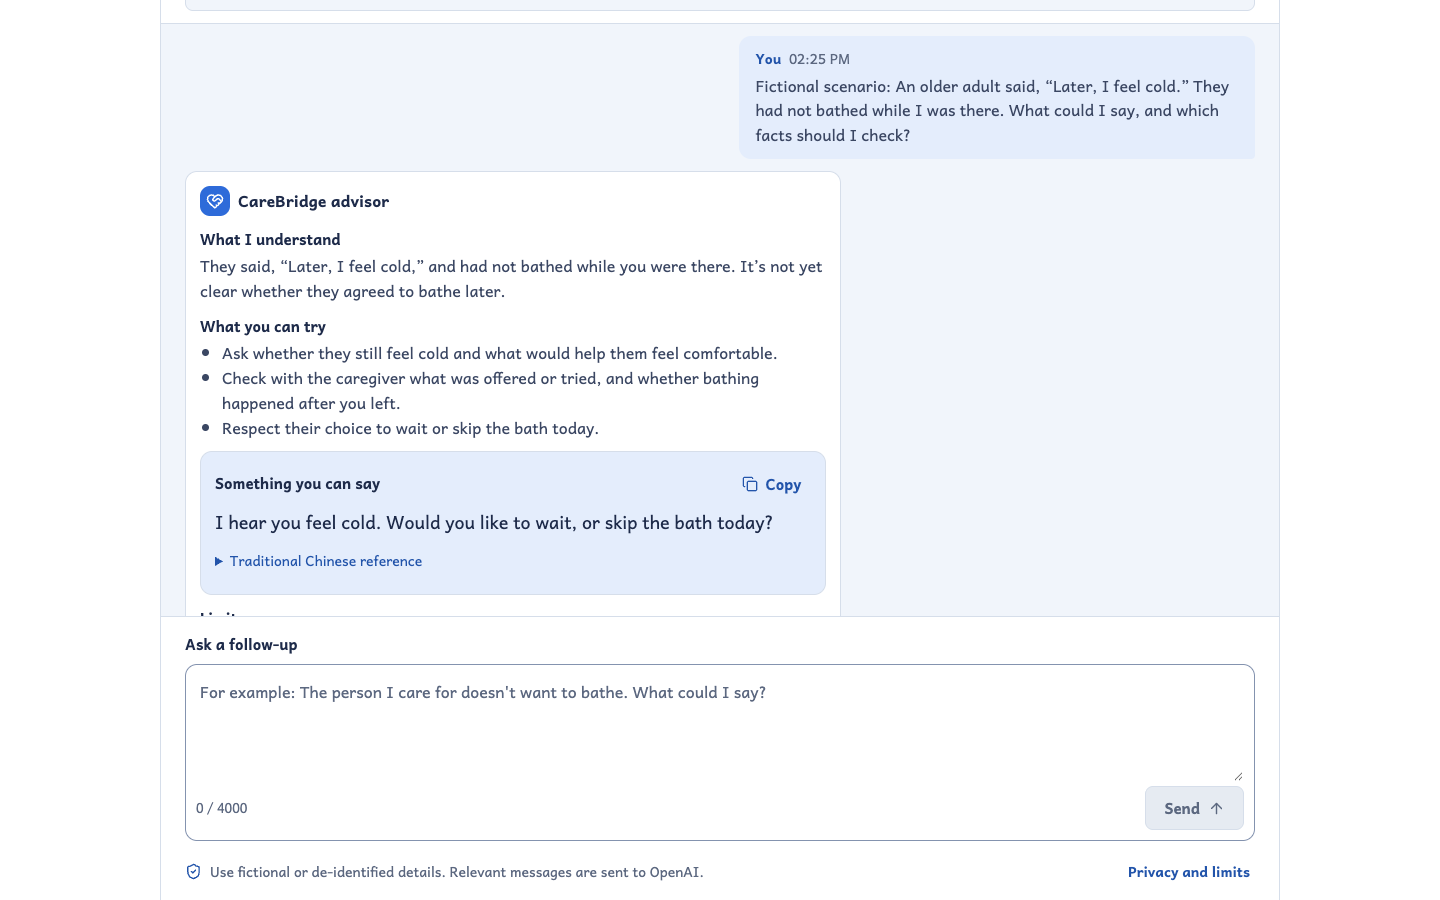 You 02:25 PM
Fictional scenario: An older adult said, “Later, I feel cold.” They
had not bathed while I was there. What could I say, and which
facts should I check?
CareBridge advisor
What I understand
They said, “Later, I feel cold,” and had not bathed while you were there. It’s not yet
clear whether they agreed to bathe later.
What you can try
Ask whether they still feel cold and what would help them feel comfortable.
Check with the caregiver what was offered or tried, and whether bathing
happened after you left.
Respect their choice to wait or skip the bath today.
Something you can say
Copy
I hear you feel cold. Would you like to wait, or skip the bath today?
Traditional Chinese reference
Ask a follow-up
For example: The person I care for doesn't want to bathe. What could I say?
0 / 4000
Send
Use fictional or de-identified details. Relevant messages are sent to OpenAI.
Privacy and limits